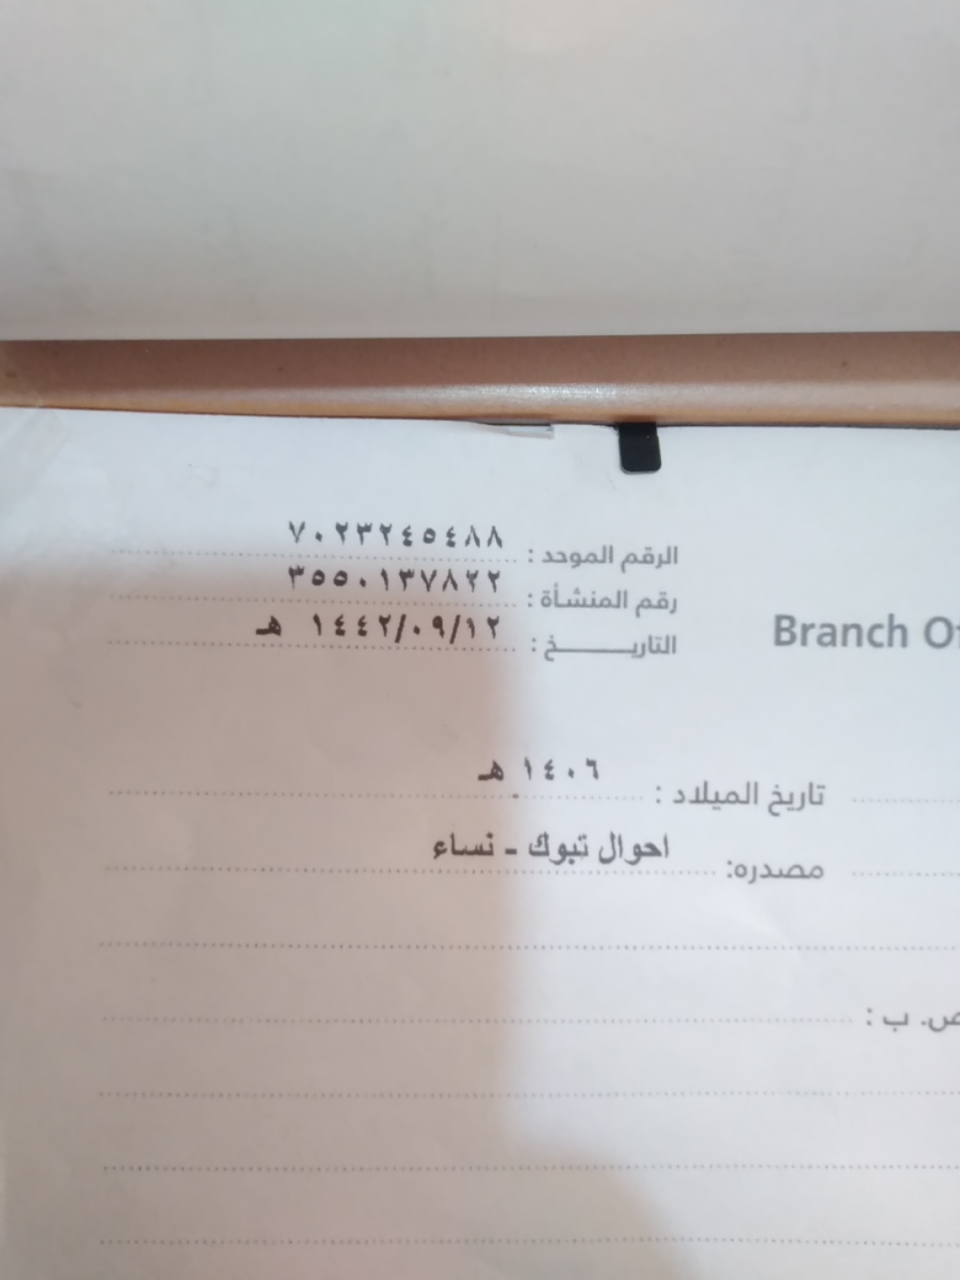 الرقم الموحد : ٧٠٢٣٢٤٥٤٨٨
رقم المنشأة : ٣٥٥٠١٣٧٨٢٢
التاريـــــــخ : ١٤٤٢/٠٩/١٢ هـ
Branch
تاريخ الميلاد : ١٤٠٦ هـ
مصدره: احوال تبوك - نساء
ص. ب :